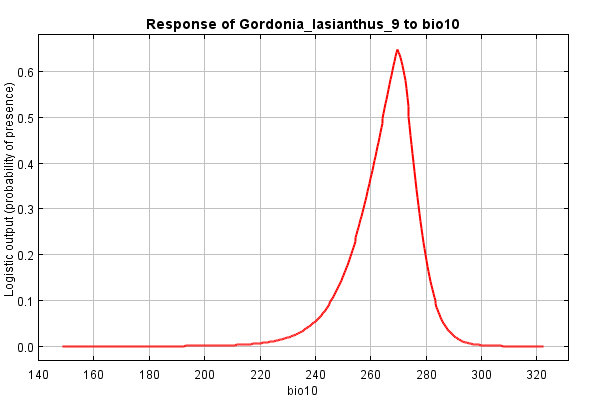 Response of Gordonia_lasianthus_9 to bio10
Logistic output (probability of presence)
0.6
0.5
0.4
0.3
0.2
0.1
0.0
140 160 180 200 220 240 260 280 300 320
bio10